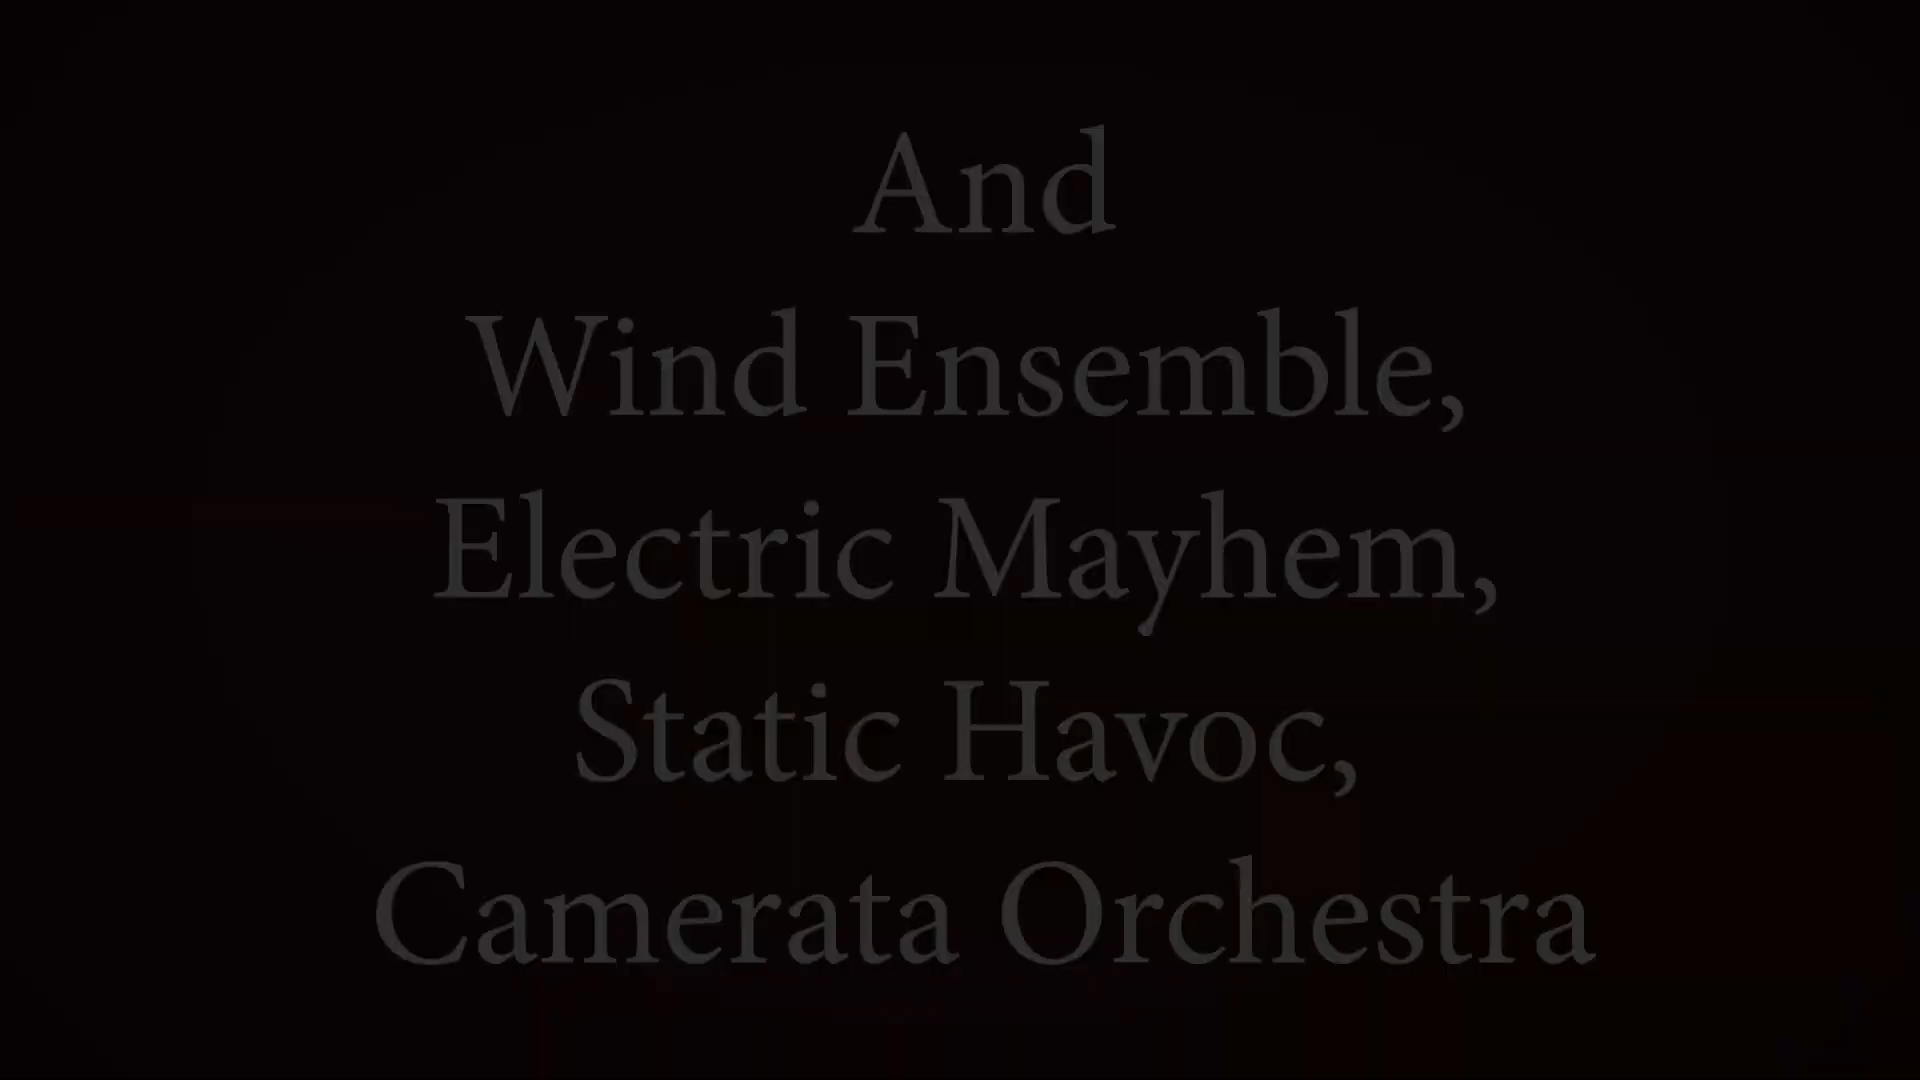 And
Wind Ensemble,
Electric Mayhem,
Static Havoc,
Camerata Orchestra